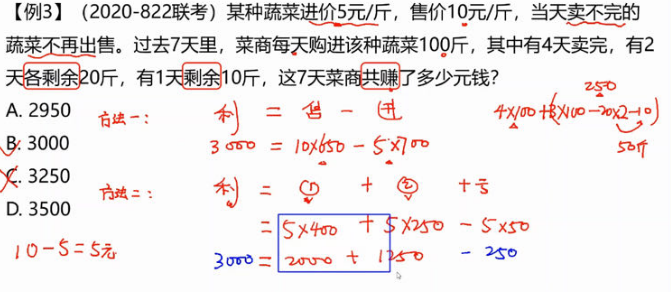 【例3】(2020-822联考)某种蔬菜进价5元/斤，售价10元/斤，当天卖不完的
蔬菜不再出售。过去7天里，菜商每天购进该种蔬菜100斤，其中有4天卖完，有2
天各剩余20斤，有1天剩余10斤，这7天菜商共赚了多少元钱？
250
4×100+(3×100-20×2-10)
50斤
A. 2950
方法一：利 = 售 - 进
B. 3000
3000 = 10×650 - 5×700
C. 3250
方法二：利 = ① + ② +亏
D. 3500
= 5×400 + 5×250 - 5×50
10-5=5元
3000 = 2000 + 1250 - 250